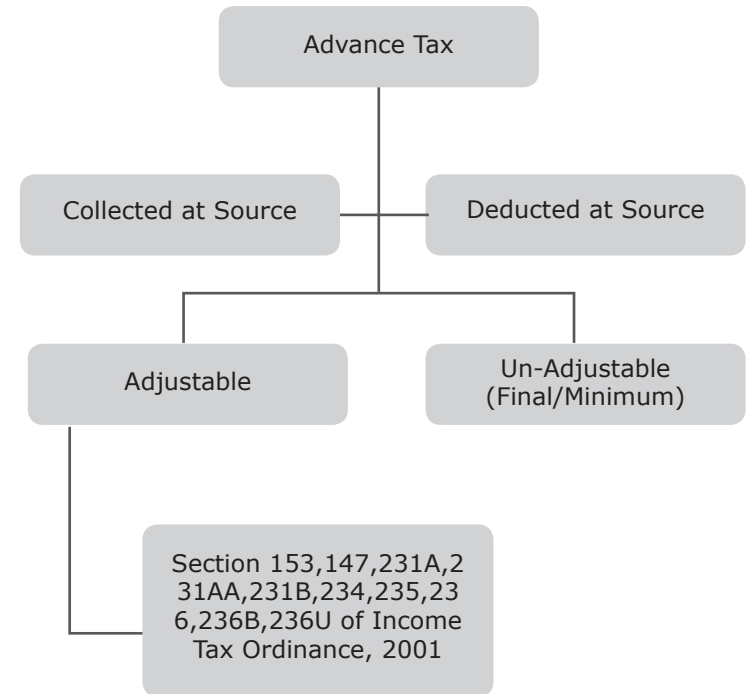 Advance Tax
Collected at Source
Deducted at Source
Adjustable
Un-Adjustable
(Final/Minimum)
Section 153,147,231A,2
31AA,231B,234,235,23
6,236B,236U of Income
Tax Ordinance, 2001